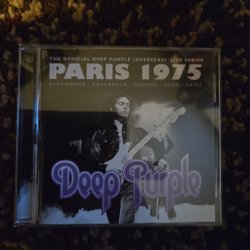 THE OFFICIAL DEEP PURPLE (OVERSEAS) LIVE SERIES
PARIS 1975
BLACKMORE · COVERDALE · HUGHES · LORD · PAICE
Deep Purple